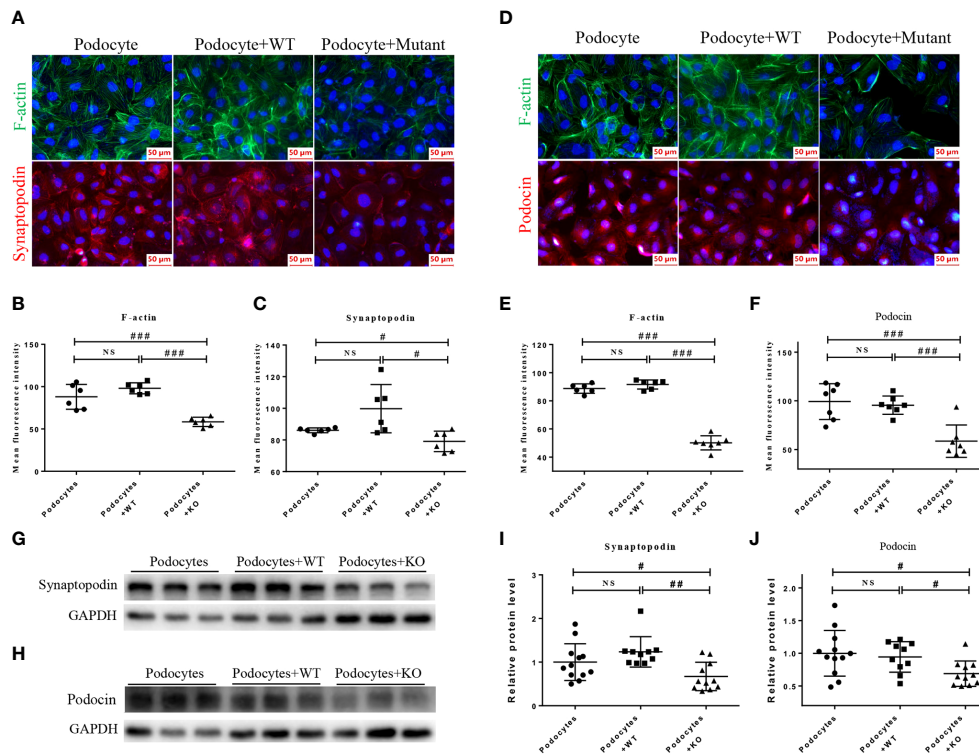 A
Podocyte Podocyte+WT Podocyte+Mutant
F-actin
50 μm 50 μm 50 μm
Synaptopodin
50 μm 50 μm 50 μm
D
Podocyte Podocyte+WT Podocyte+Mutant
F-actin
50 μm 50 μm 50 μm
Podocin
50 μm 50 μm 50 μm
B
F-actin
###
NS ###
Mean fluorescence intensity
150
100
50
0
Podocytes
Podocytes +WT
Podocytes +KO
C
Synaptopodin
#
NS #
Mean fluorescence intensity
140
120
100
80
60
Podocytes
Podocytes +WT
Podocytes +KO
E
F-actin
###
NS ###
Mean fluorescence intensity
120
100
80
60
40
Podocytes
Podocytes +WT
Podocytes +KO
F
Podocin
###
NS ###
Mean fluorescence intensity
150
100
50
Podocytes
Podocytes +WT
Podocytes +KO
G
Podocytes Podocytes+WT Podocytes+KO
Synaptopodin
GAPDH
H
Podocytes Podocytes+WT Podocytes+KO
Podocin
GAPDH
I
Synaptopodin
#
NS ##
Relative protein level
3
2
1
0
Podocytes
Podocytes +WT
Podocytes +KO
J
Podocin
#
NS #
Relative protein level
2.0
1.5
1.0
0.5
Podocytes
Podocytes +WT
Podocytes +KO